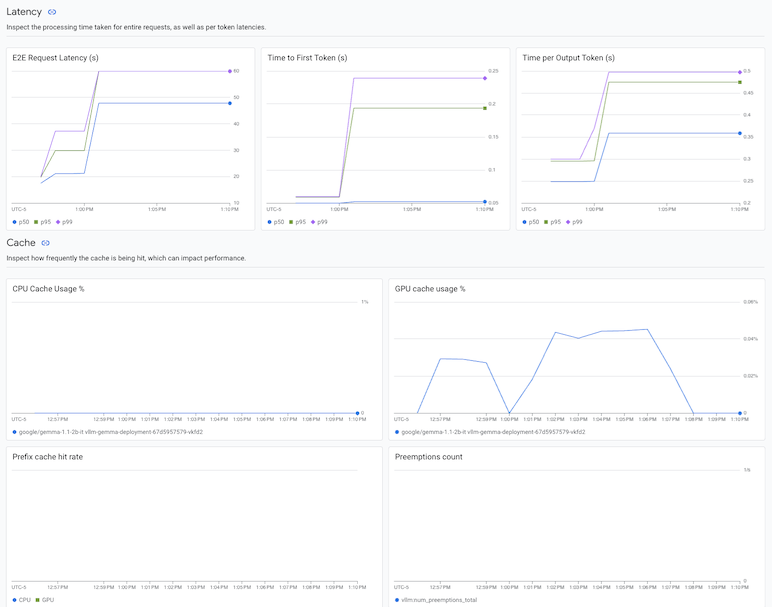 Latency
Inspect the processing time taken for entire requests, as well as per token latencies.
E2E Request Latency (s)
60
50
40
30
20
10
UTC-5 1:00 PM 1:05 PM 1:10 PM
p50 p95 p99
Time to First Token (s)
0.25
0.2
0.15
0.1
0.05
UTC-5 1:00 PM 1:05 PM 1:10 PM
p50 p95 p99
Time per Output Token (s)
0.5
0.45
0.4
0.35
0.3
0.25
0.2
UTC-5 1:00 PM 1:05 PM 1:10 PM
p50 p95 p99
Cache
Inspect how frequently the cache is being hit, which can impact performance.
CPU Cache Usage %
1%
0
UTC-5 12:57 PM 12:59 PM 1:00 PM 1:01 PM 1:02 PM 1:03 PM 1:04 PM 1:05 PM 1:06 PM 1:07 PM 1:08 PM 1:09 PM 1:10 PM
google/gemma-1.1-2b-it vllm-gemma-deployment-67d5957579-vkfd2
GPU cache usage %
0.06%
0.04%
0.02%
0
UTC-5 12:57 PM 12:59 PM 1:00 PM 1:01 PM 1:02 PM 1:03 PM 1:04 PM 1:05 PM 1:06 PM 1:07 PM 1:08 PM 1:09 PM 1:10 PM
google/gemma-1.1-2b-it vllm-gemma-deployment-67d5957579-vkfd2
Prefix cache hit rate
UTC-5 12:57 PM 12:59 PM 1:00 PM 1:01 PM 1:02 PM 1:03 PM 1:04 PM 1:05 PM 1:06 PM 1:07 PM 1:08 PM 1:09 PM 1:10 PM
CPU GPU
Preemptions count
0
UTC-5 12:57 PM 12:59 PM 1:00 PM 1:01 PM 1:02 PM 1:03 PM 1:04 PM 1:05 PM 1:06 PM 1:07 PM 1:08 PM 1:09 PM 1:10 PM
vllm:num_preemptions_total